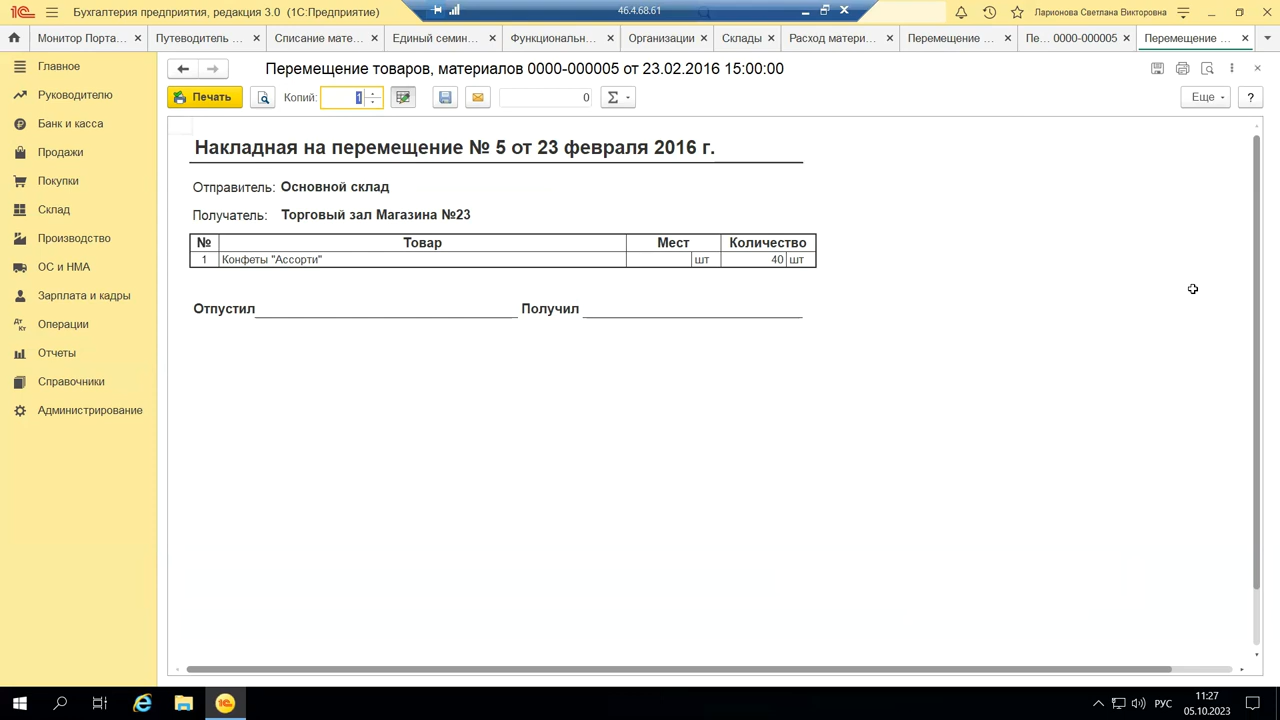 Бухгалтерия предприятия, редакция 3.0 (1С:Предприятие)
46.4.68.61
Ларионова Светлана Викторовна
Монитор Порта...
Путеводитель ...
Списание мате...
Единый семин...
Функциональн...
Организации
Склады
Расход матери...
Перемещение ...
Пе... 0000-000005
Перемещение ...
Главное
Руководителю
Банк и касса
Продажи
Покупки
Склад
Производство
ОС и НМА
Зарплата и кадры
Операции
Отчеты
Справочники
Администрирование
Перемещение товаров, материалов 0000-000005 от 23.02.2016 15:00:00
Печать Копий: 1 0 Σ Еще ?
Накладная на перемещение № 5 от 23 февраля 2016 г.
Отправитель: Основной склад
Получатель: Торговый зал Магазина №23
№ Товар Мест Количество
1 Конфеты "Ассорти" шт 40 шт
Отпустил Получил
РУС
11:27
05.10.2023